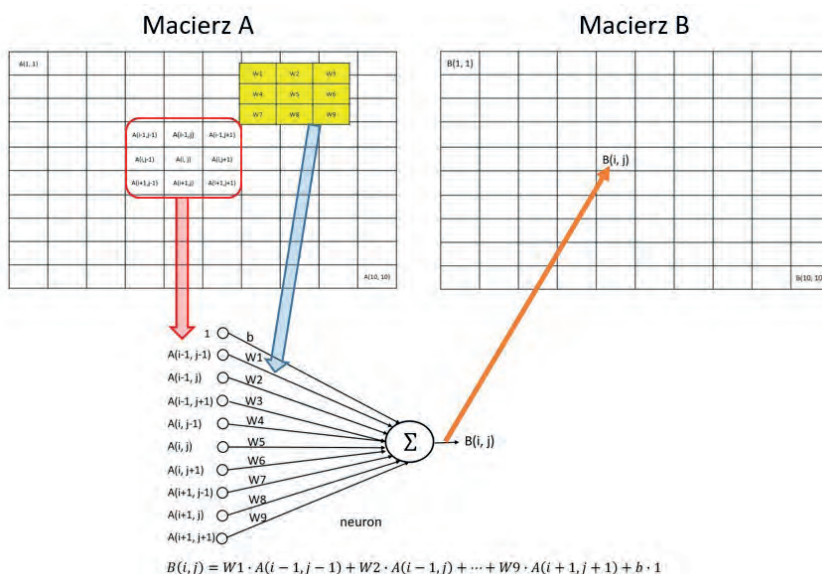 Macierz A
Macierz B
A(1, 1)
B(1, 1)
W1 W2 W3
W4 W5 W6
W7 W8 W9
A(i-1,j-1) A(i-1,j) A(i-1,j+1)
A(i,j-1) A(i, j) A(i,j+1)
A(i+1,j-1) A(i+1,j) A(i+1,j+1)
B(i, j)
A(10, 10)
B(10, 10)
1 b
A(i-1, j-1) W1
A(i-1, j) W2
A(i-1, j+1) W3
A(i, j-1) W4
A(i, j) W5
A(i, j+1) W6
A(i+1, j-1) W7
A(i+1, j) W8
A(i+1, j+1) W9
Σ
B(i, j)
neuron
B(i, j) = W1 · A(i − 1, j − 1) + W2 · A(i − 1, j) + ⋯ + W9 · A(i + 1, j + 1) + b · 1